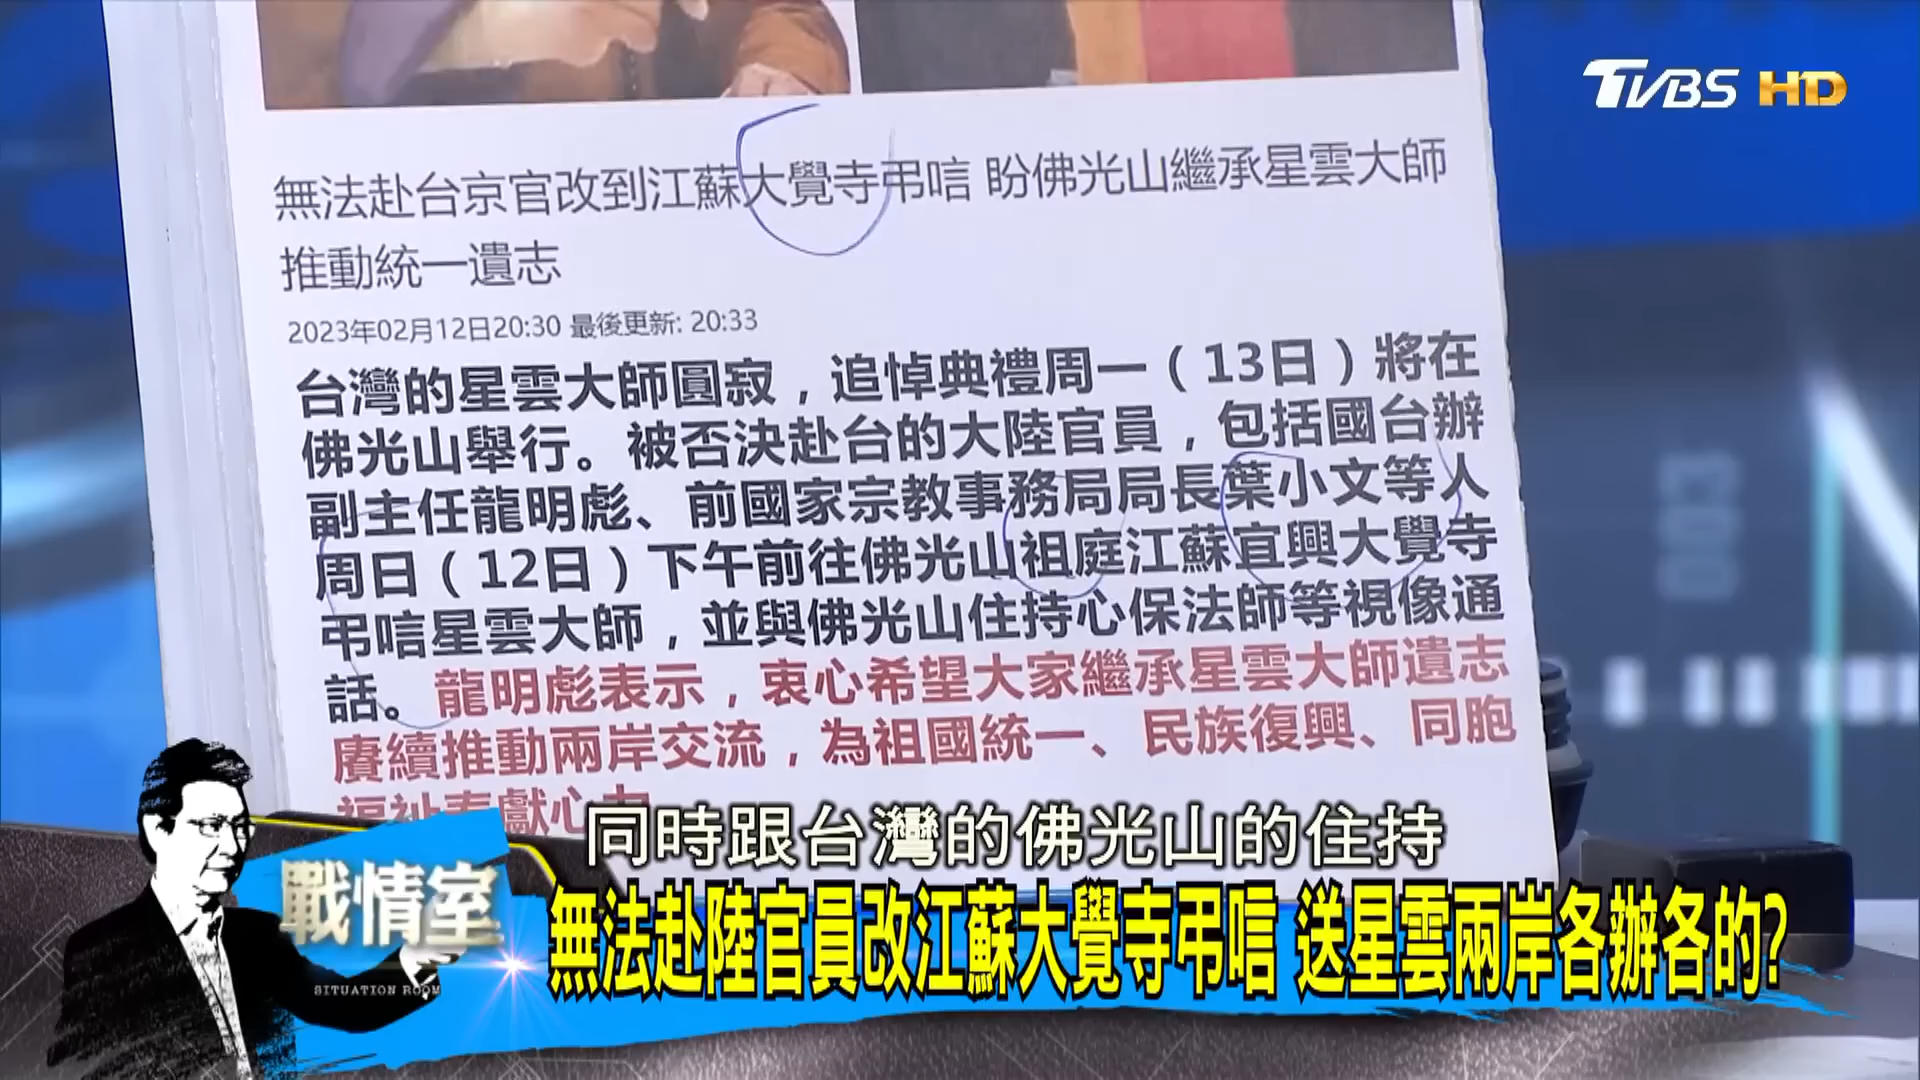 TVBS HD
無法赴台京官改到江蘇大覺寺弔唁 盼佛光山繼承星雲大師
推動統一遺志
2023年02月12日20:30 最後更新: 20:33
台灣的星雲大師圓寂，追悼典禮周一（13日）將在
佛光山舉行。被否決赴台的大陸官員，包括國台辦
副主任龍明彪、前國家宗教事務局局長葉小文等人
周日（12日）下午前往佛光山祖庭江蘇宜興大覺寺
弔唁星雲大師，並與佛光山住持心保法師等視像通
話。龍明彪表示，衷心希望大家繼承星雲大師遺志
賡續推動兩岸交流，為祖國統一、民族復興、同胞
福祉奉獻心力
同時跟台灣的佛光山的住持
戰情室
SITUATION ROOM
無法赴陸官員改江蘇大覺寺弔唁 送星雲兩岸各辦各的?